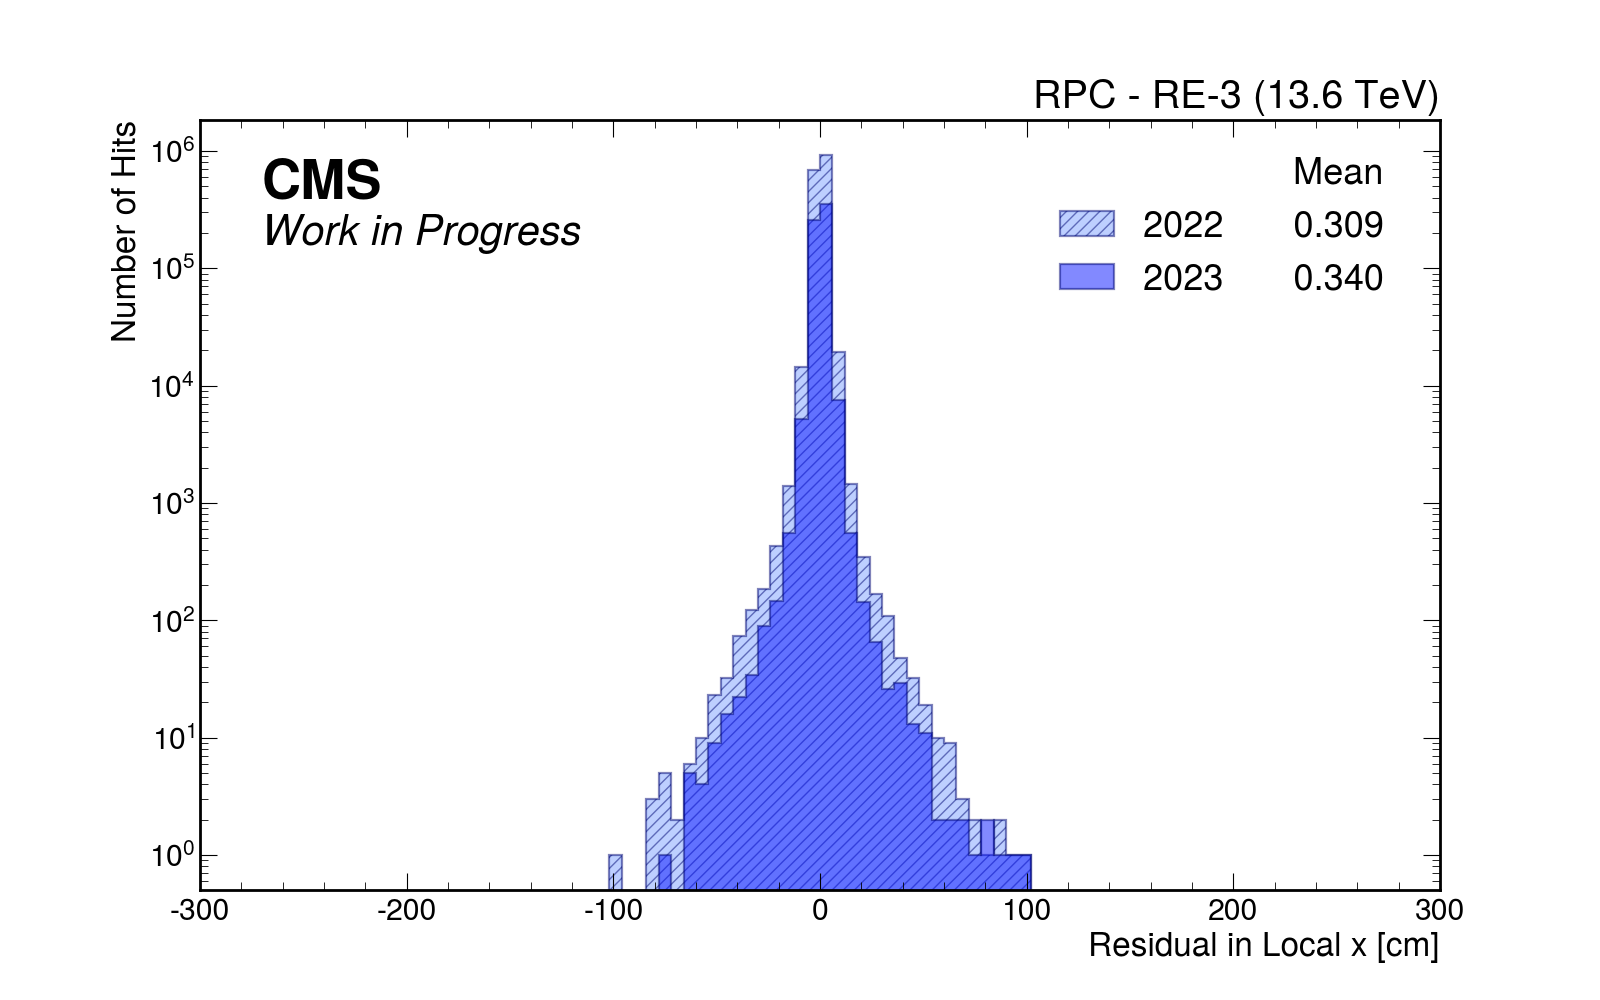 RPC - RE-3 (13.6 TeV)
Number of Hits
CMS
Work in Progress
Mean
2022 0.309
2023 0.340
10⁶
10⁵
10⁴
10³
10²
10¹
10⁰
-300 -200 -100 0 100 200 300
Residual in Local x [cm]